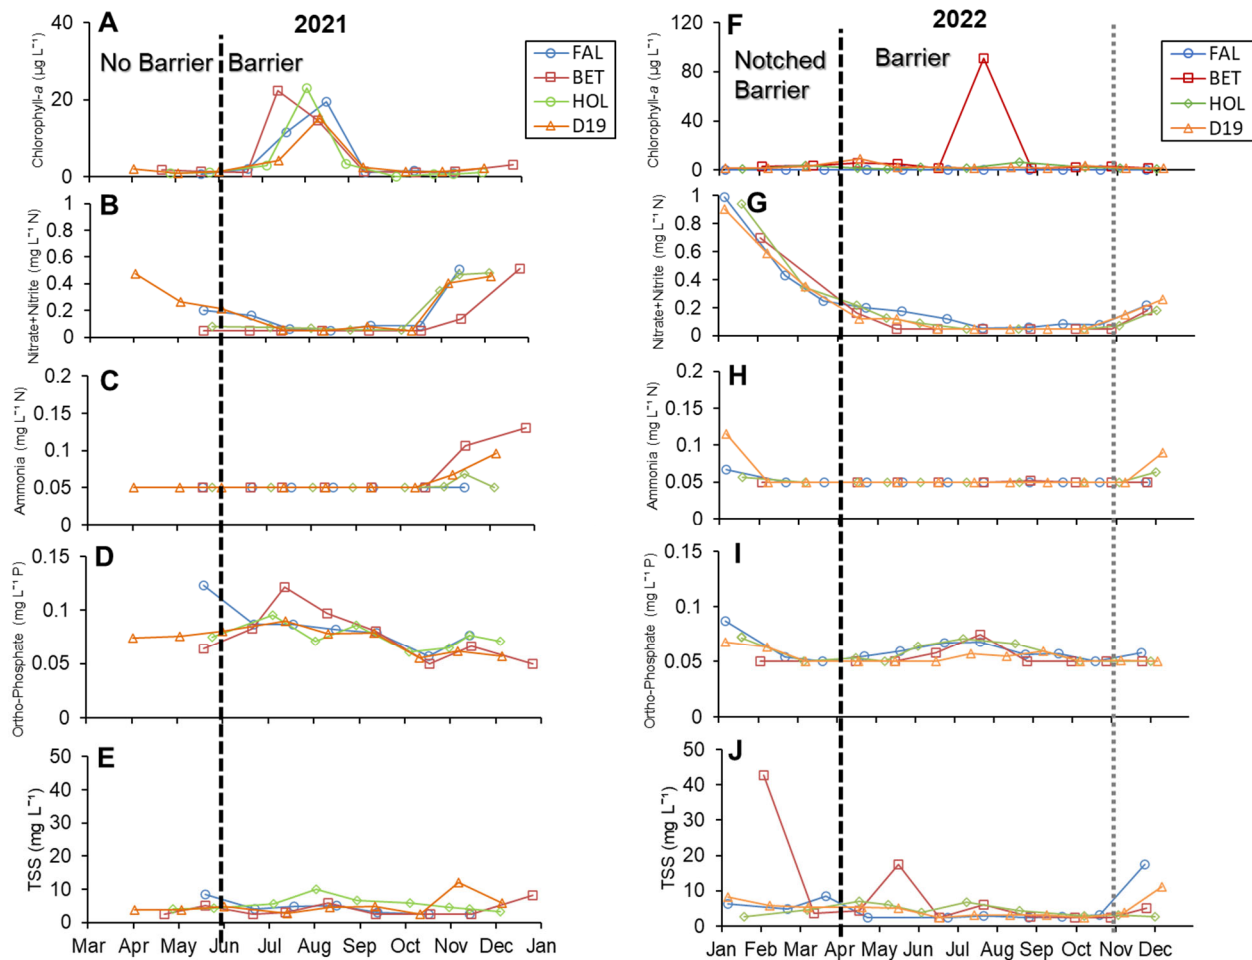 2021
A
40
20
0
Chlorophyll-a (µg L⁻¹)
No Barrier
Barrier
FAL
BET
HOL
D19
B
1
0.8
0.6
0.4
0.2
0
Nitrate+Nitrite (mg L⁻¹ N)
C
0.2
0.15
0.1
0.05
0
Ammonia (mg L⁻¹ N)
D
0.15
0.1
0.05
0
Ortho-Phosphate (mg L⁻¹ P)
E
50
40
30
20
10
0
TSS (mg L⁻¹)
Mar Apr May Jun Jul Aug Sep Oct Nov Dec Jan
2022
F
120
80
40
0
Chlorophyll-a (µg L⁻¹)
Notched
Barrier
Barrier
FAL
BET
HOL
D19
G
1
0.8
0.6
0.4
0.2
0
Nitrate+Nitrite (mg L⁻¹ N)
H
0.2
0.15
0.1
0.05
0
Ammonia (mg L⁻¹ N)
I
0.15
0.1
0.05
0
Ortho-Phosphate (mg L⁻¹ P)
J
50
40
30
20
10
0
TSS (mg L⁻¹)
Jan Feb Mar Apr May Jun Jul Aug Sep Oct Nov Dec